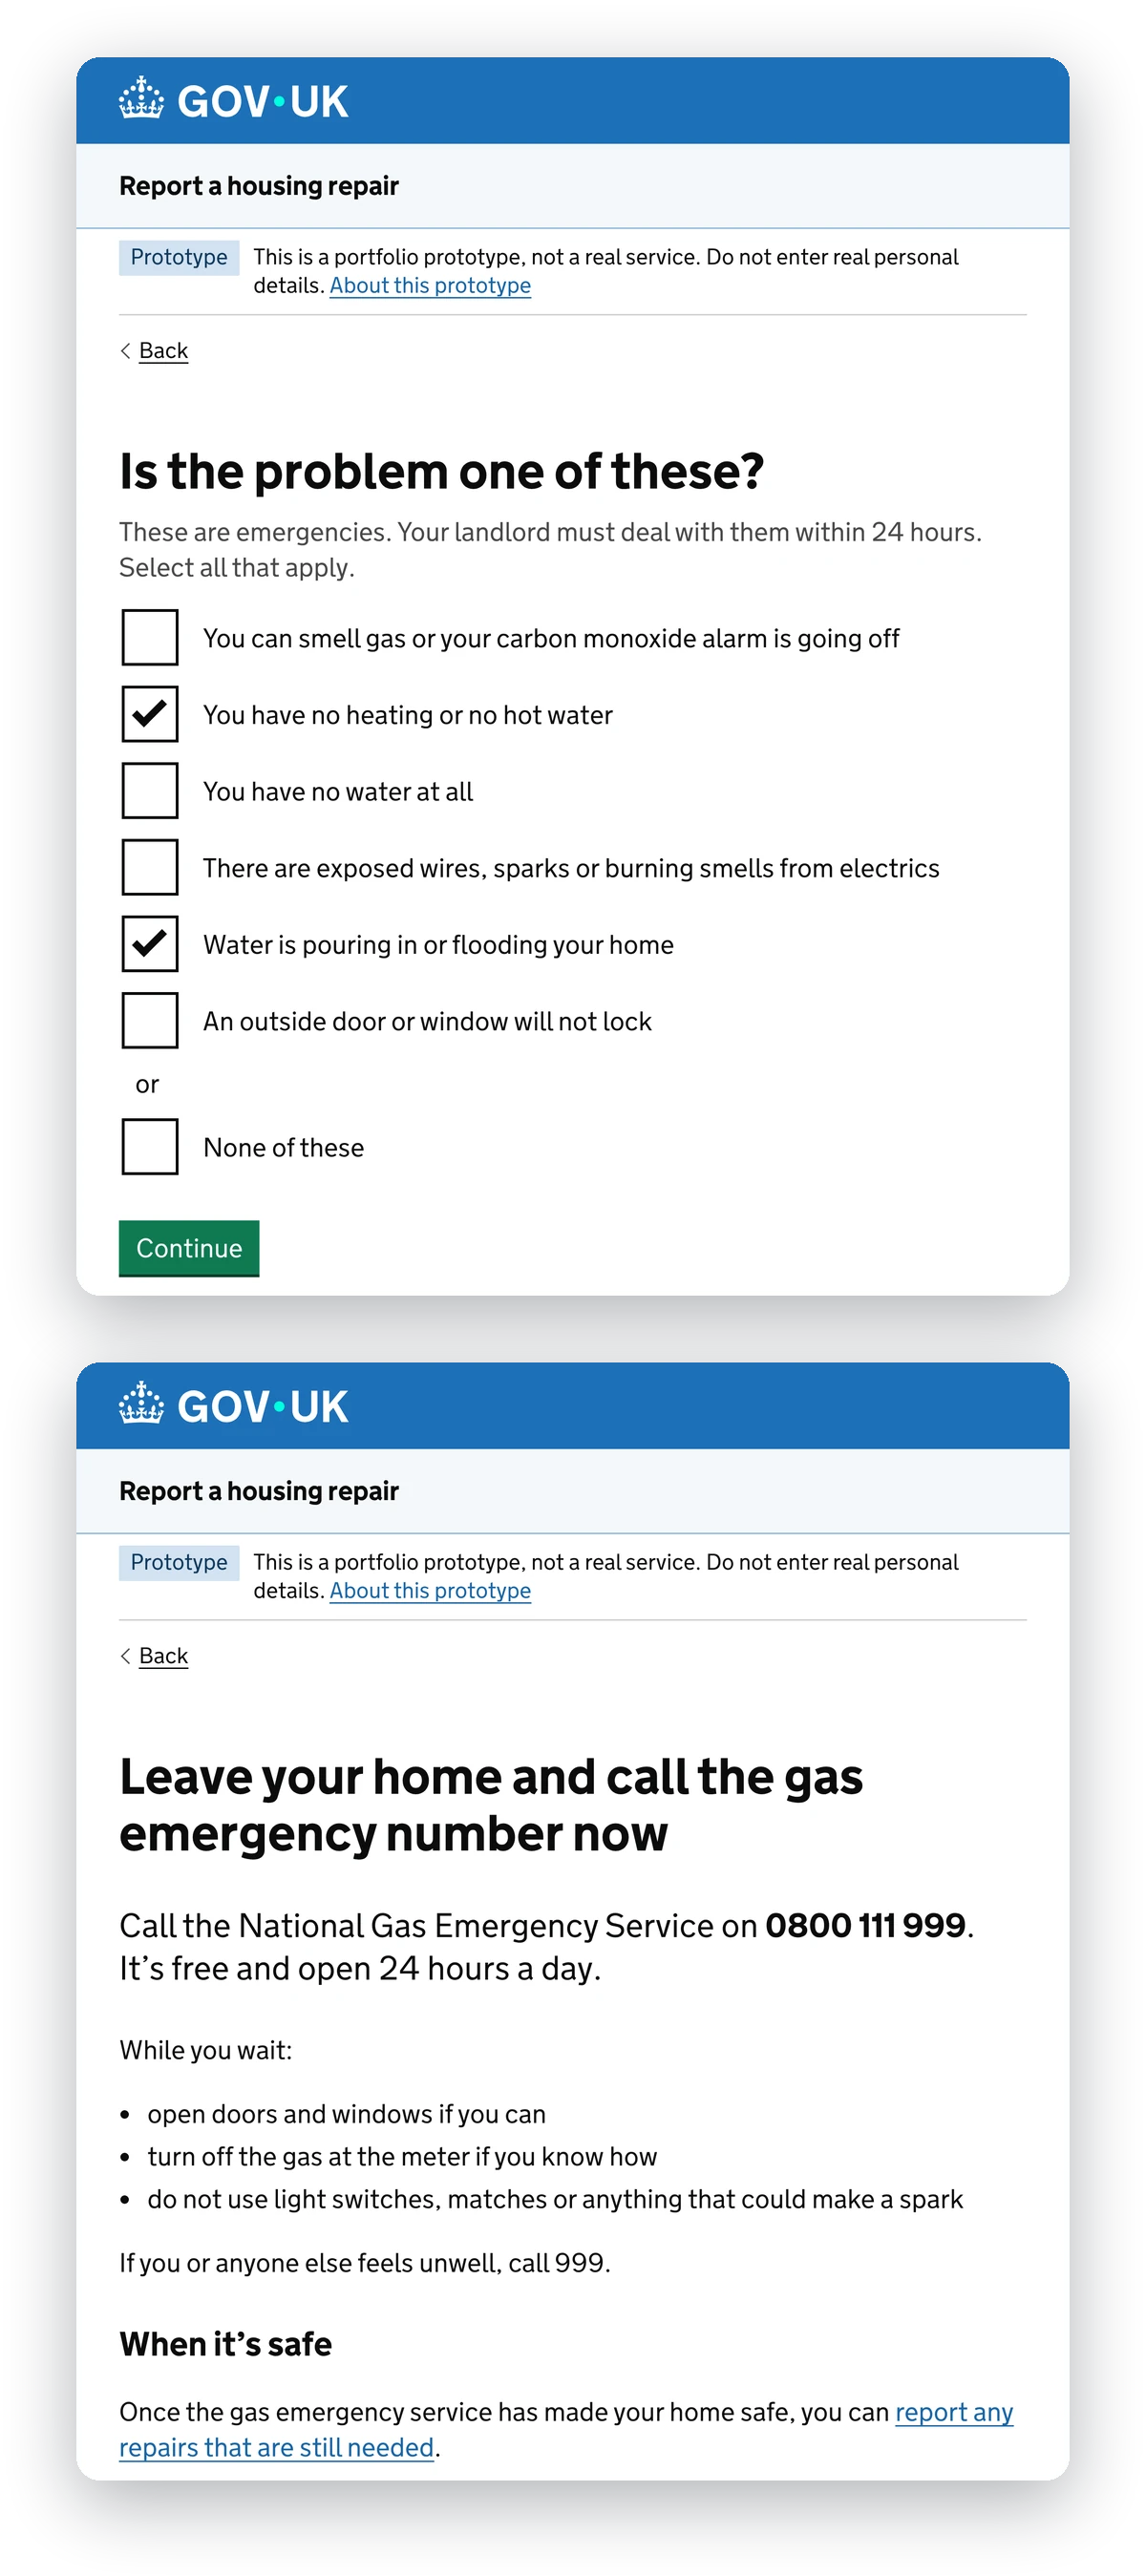 GOV·UK
Report a housing repair
Prototype This is a portfolio prototype, not a real service. Do not enter real personal
details. About this prototype
Back
Is the problem one of these?
These are emergencies. Your landlord must deal with them within 24 hours.
Select all that apply.
You can smell gas or your carbon monoxide alarm is going off
You have no heating or no hot water
You have no water at all
There are exposed wires, sparks or burning smells from electrics
Water is pouring in or flooding your home
An outside door or window will not lock
or
None of these
Continue
GOV·UK
Report a housing repair
Prototype This is a portfolio prototype, not a real service. Do not enter real personal
details. About this prototype
Back
Leave your home and call the gas
emergency number now
Call the National Gas Emergency Service on 0800 111 999.
It’s free and open 24 hours a day.
While you wait:
• open doors and windows if you can
• turn off the gas at the meter if you know how
• do not use light switches, matches or anything that could make a spark
If you or anyone else feels unwell, call 999.
When it’s safe
Once the gas emergency service has made your home safe, you can report any
repairs that are still needed.